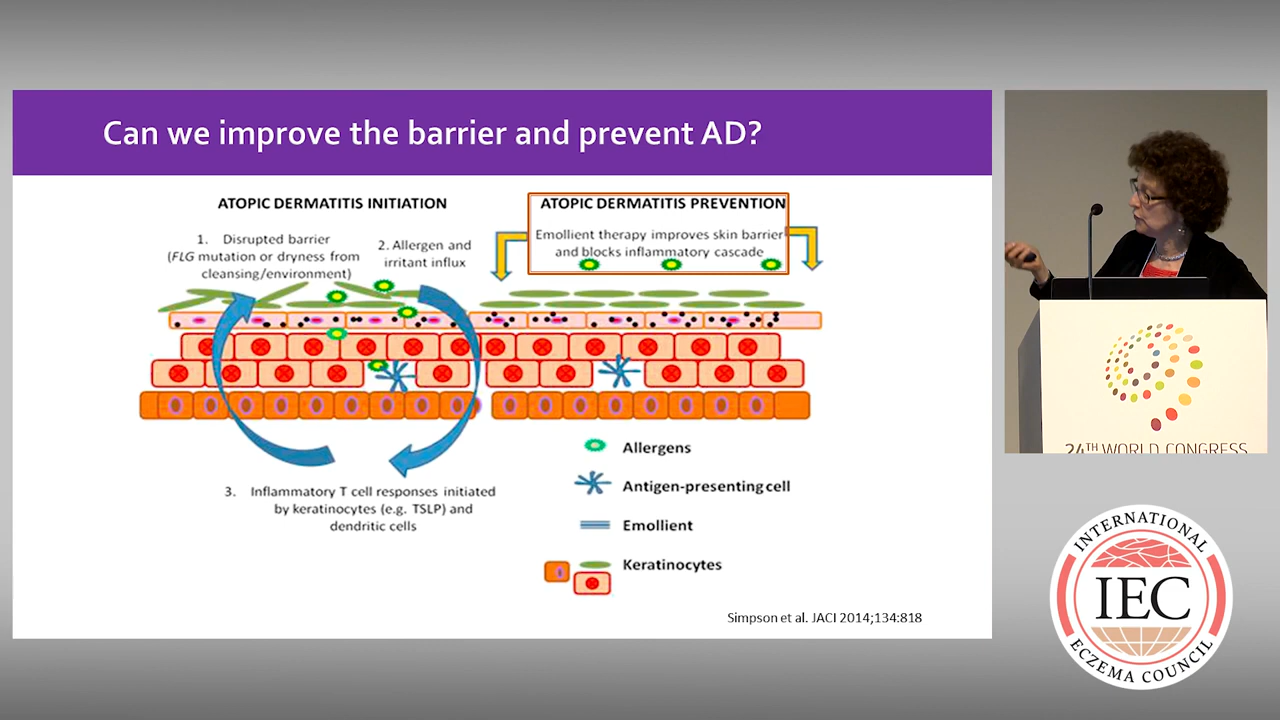 Can we improve the barrier and prevent AD?
ATOPIC DERMATITIS INITIATION
1. Disrupted barrier
(FLG mutation or dryness from
cleansing/environment)
2. Allergen and
irritant influx
ATOPIC DERMATITIS PREVENTION
Emollient therapy improves skin barrier
and blocks inflammatory cascade
3. Inflammatory T cell responses initiated
by keratinocytes (e.g. TSLP) and
dendritic cells
Allergens
Antigen-presenting cell
Emollient
Keratinocytes
Simpson et al. JACI 2014;134:818
24TH WORLD CONGRESS
INTERNATIONAL
IEC
ECZEMA COUNCIL